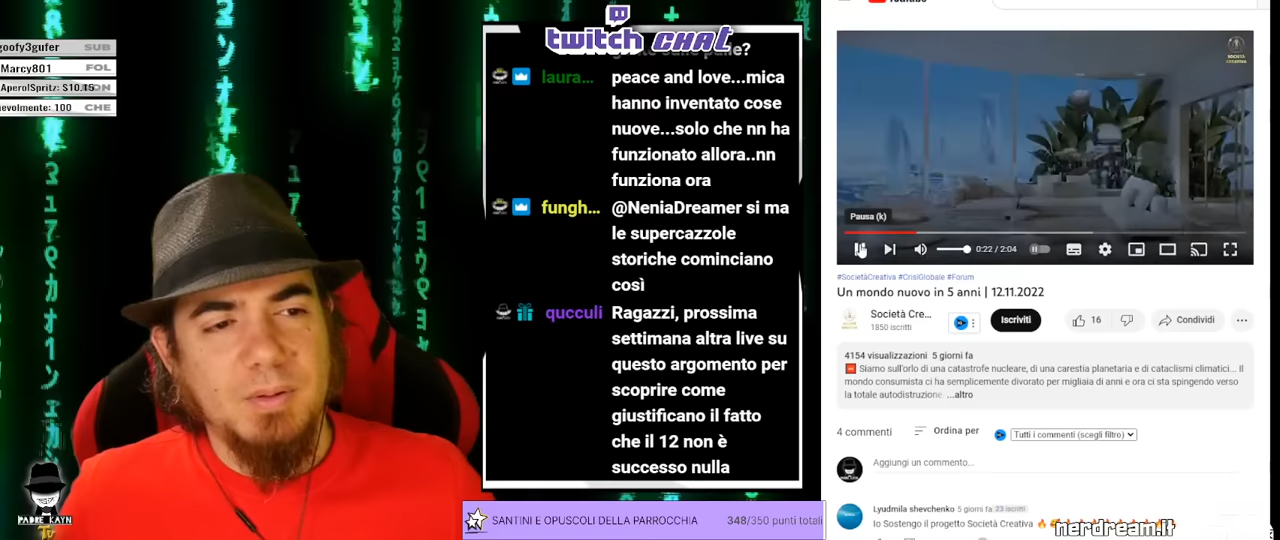 goofy3gufer SUB
Marcy801 FOL
Aperol!Spritz: $10.15 DON
evolmente: 100 CHE
twitch CHAT
palle?
laura... peace and love...mica
hanno inventato cose
nuove...solo che nn ha
funzionato allora..nn
funziona ora
fungh... @NeniaDreamer si ma
le supercazzole
storiche cominciano
così
qucculi Ragazzi, prossima
settimana altra live su
questo argomento per
scoprire come
giustificano il fatto
che il 12 non è
successo nulla
SANTINI E OPUSCOLI DELLA PARROCCHIA 348/350 punti totali
PADRE KAYN
Tv
Pausa (k)
0:22 / 2:04
#SocietàCreativa #CrisiGlobale #Forum
Un mondo nuovo in 5 anni | 12.11.2022
Società Cre...
1850 iscritti
Iscriviti
16
Condividi
4154 visualizzazioni 5 giorni fa
Siamo sull'orlo di una catastrofe nucleare, di una carestia planetaria e di cataclismi climatici... Il
mondo consumista ci ha semplicemente divorato per migliaia di anni e ora ci sta spingendo verso
la totale autodistruzione. ...altro
4 commenti
Ordina per
Tutti i commenti (scegli filtro)
Aggiungi un commento...
Lyudmila shevchenko 5 giorni fa 23 iscritti
Io Sostengo il progetto Società Creativa
nerdream.it